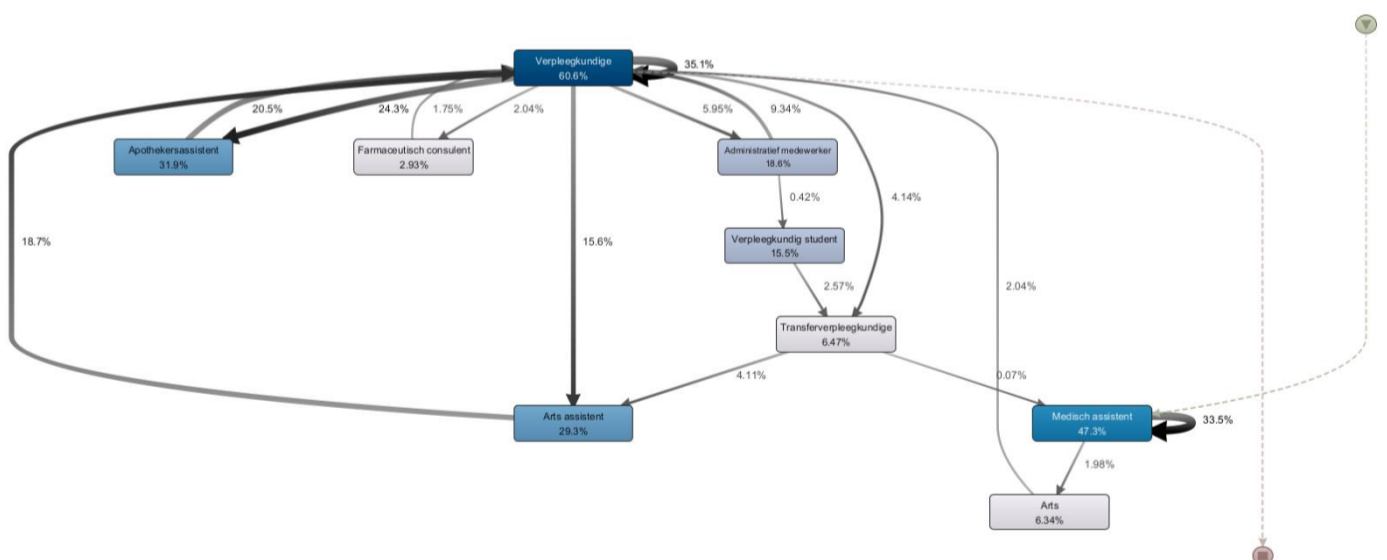 Verpleegkundige
60.6%
35.1%
20.5%
24.3%
1.75%
2.04%
5.95%
9.34%
Apothekersassistent
31.9%
Farmaceutisch consulent
2.93%
Administratief medewerker
18.6%
0.42%
4.14%
18.7%
15.6%
Verpleegkundig student
15.5%
2.57%
2.04%
Transferverpleegkundige
6.47%
4.11%
0.07%
Arts assistent
29.3%
Medisch assistent
47.3%
33.5%
1.98%
Arts
6.34%